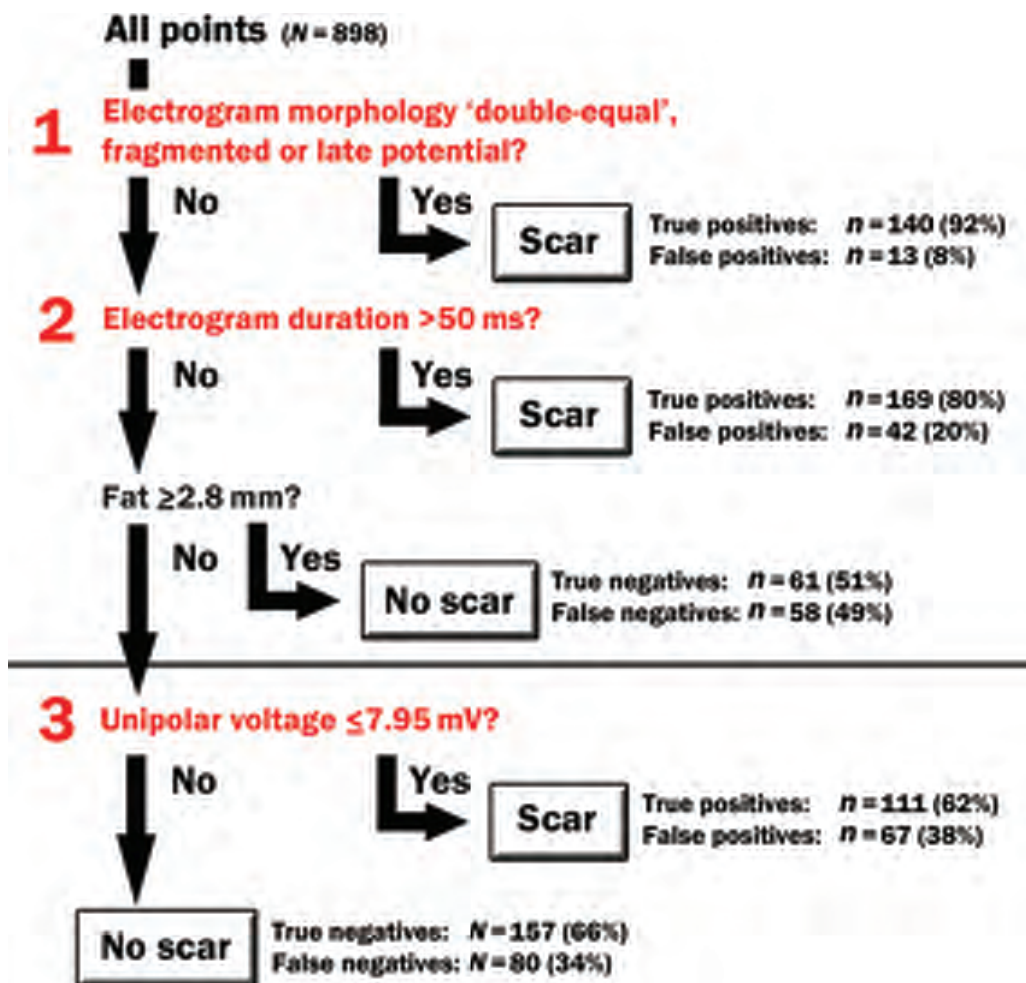 All points (N=898)
1 Electrogram morphology ‘double-equal’,
fragmented or late potential?
No Yes
Scar
True positives: n=140 (92%)
False positives: n=13 (8%)
2 Electrogram duration >50 ms?
No Yes
Scar
True positives: n=169 (80%)
False positives: n=42 (20%)
Fat ≥2.8 mm?
No Yes
No scar
True negatives: n=61 (51%)
False negatives: n=58 (49%)
3 Unipolar voltage ≤7.95 mV?
No Yes
Scar
True positives: n=111 (62%)
False positives: n=67 (38%)
No scar
True negatives: N=157 (66%)
False negatives: N=80 (34%)